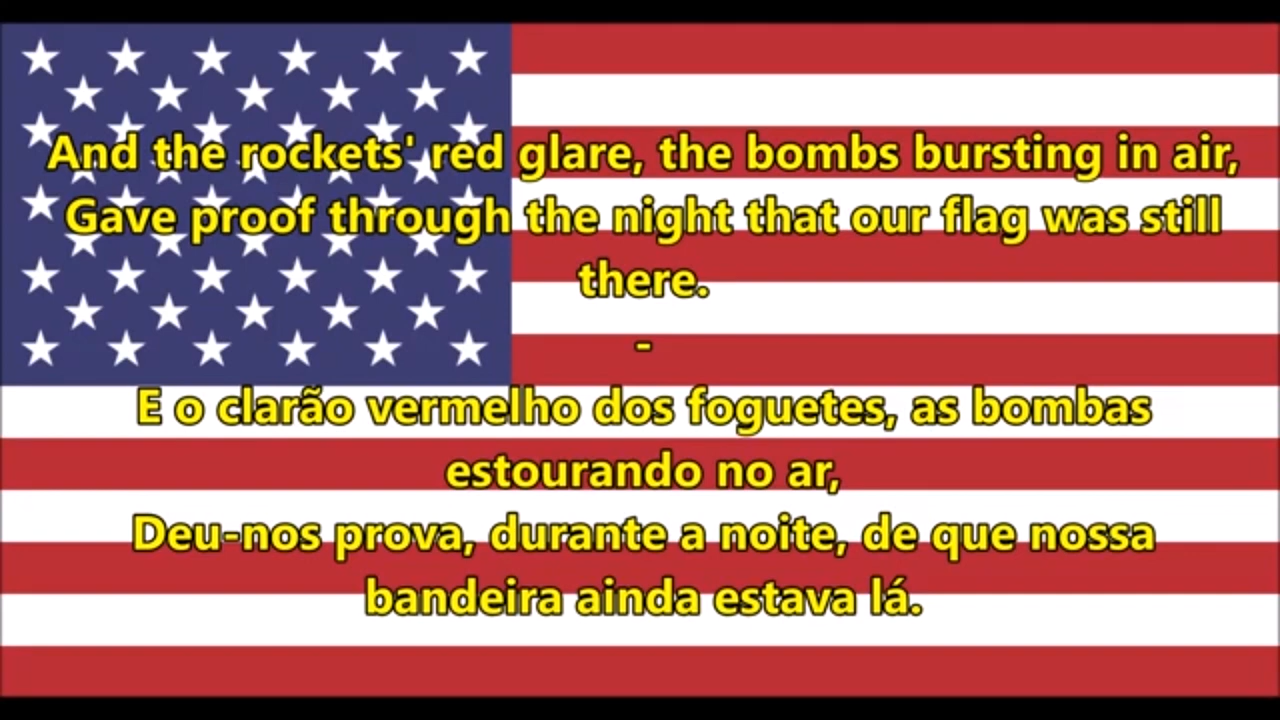 And the rockets' red glare, the bombs bursting in air,
Gave proof through the night that our flag was still
there.
-
E o clarão vermelho dos foguetes, as bombas
estourando no ar,
Deu-nos prova, durante a noite, de que nossa
bandeira ainda estava lá.